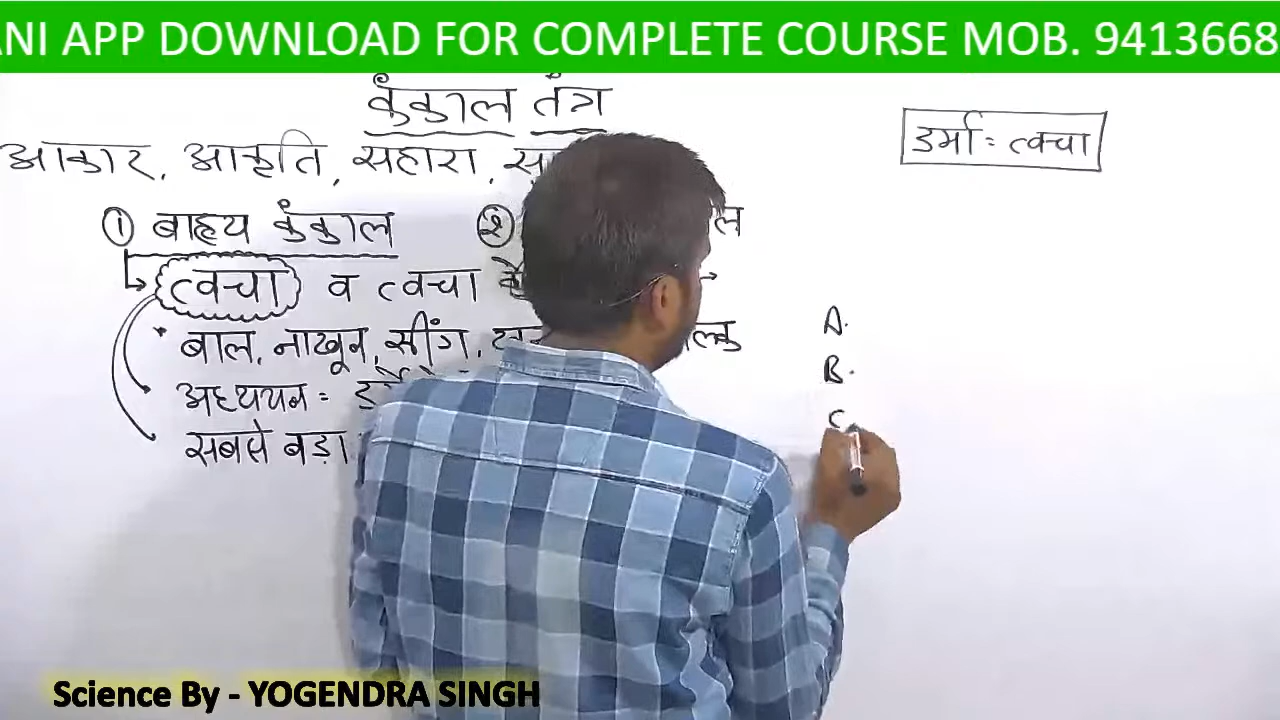 ANI APP DOWNLOAD FOR COMPLETE COURSE MOB. 9413668
कंकाल तंत्र
डर्मा = त्वचा
आकार, आकृति, सहारा,
① बाह्य कंकाल ②
त्वचा व त्वचा
बाल, नाखून, सींग,
अध्ययन =
सबसे बड़ा
A.
B.
C
Science By - YOGENDRA SINGH